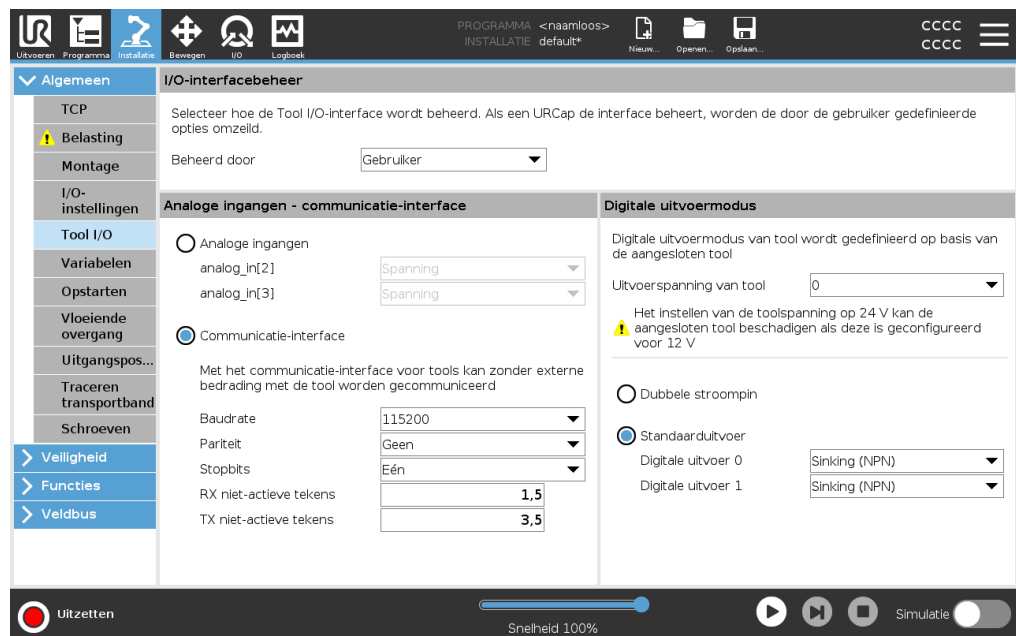 UR
PROGRAMMA <naamloos>
INSTALLATIE default*
CCCC
CCCC
Uitvoeren Programma Installatie Bewegen I/O Logboek Nieuw... Openen... Opslaan...
Algemeen
TCP
Belasting
Montage
I/O-
instellingen
Tool I/O
Variabelen
Opstarten
Vloeiende
overgang
Uitgangspos...
Traceren
transportband
Schroeven
Veiligheid
Functies
Veldbus
I/O-interfacebeheer
Selecteer hoe de Tool I/O-interface wordt beheerd. Als een URCap de interface beheert, worden de door de gebruiker gedefinieerde
opties omzeild.
Beheerd door Gebruiker
Analoge ingangen - communicatie-interface
Analoge ingangen
analog_in[2] Spanning
analog_in[3] Spanning
Communicatie-interface
Met het communicatie-interface voor tools kan zonder externe
bedrading met de tool worden gecommuniceerd
Baudrate 115200
Pariteit Geen
Stopbits Eén
RX niet-actieve tekens 1,5
TX niet-actieve tekens 3,5
Digitale uitvoermodus
Digitale uitvoermodus van tool wordt gedefinieerd op basis van
de aangesloten tool
Uitvoerspanning van tool 0
Het instellen van de toolspanning op 24 V kan de
aangesloten tool beschadigen als deze is geconfigureerd
voor 12 V
Dubbele stroompin
Standaarduitvoer
Digitale uitvoer 0 Sinking (NPN)
Digitale uitvoer 1 Sinking (NPN)
Uitzetten
Snelheid 100%
Simulatie